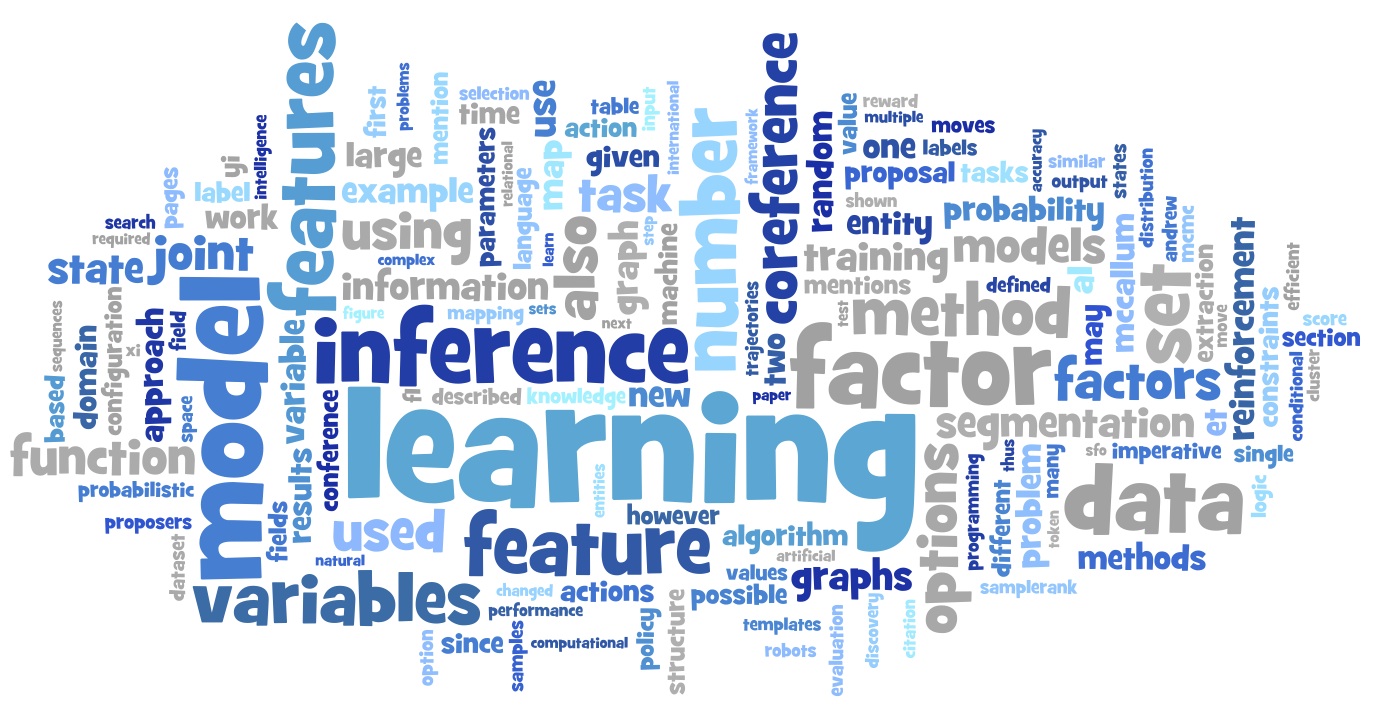 features
first
problems
mention
selection
time
use
table
action
input
international
given
coreference
framework
random
value
reward
multiple
moves
one
labels
accuracy
similar
states
yi
intelligence
large
parameters
relational
map
number
proposal
tasks
output
distribution
pages
label
example
language
task
shown
entity
probability
andrew
mcmc
search
work
using
learn
also
graph
step
machine
training
models
mccallum
required
joint
complex
al
set
extraction
reinforcement
state
information
mentions
defined
efficient
model
figure
mapping
sets
next
trajectories
test
method
may
move
constraints
score
sequences
configuration
xi
field
approach
variable
inference
two
factor
section
domain
conditional
cluster
based
space
conference
fl
described
knowledge
new
paper
factors
function
results
learning
segmentation
et
probabilistic
entities
sfo
imperative
single
thus
many
problem
different
programming
options
data
logic
proposers
fields
used
feature
however
algorithm
token
dataset
natural
artificial
methods
variables
changed
actions
values
graphs
samplerank
performance
possible
option
since
samples
computational
policy
structure
templates
robots
evaluation
discovery
citation